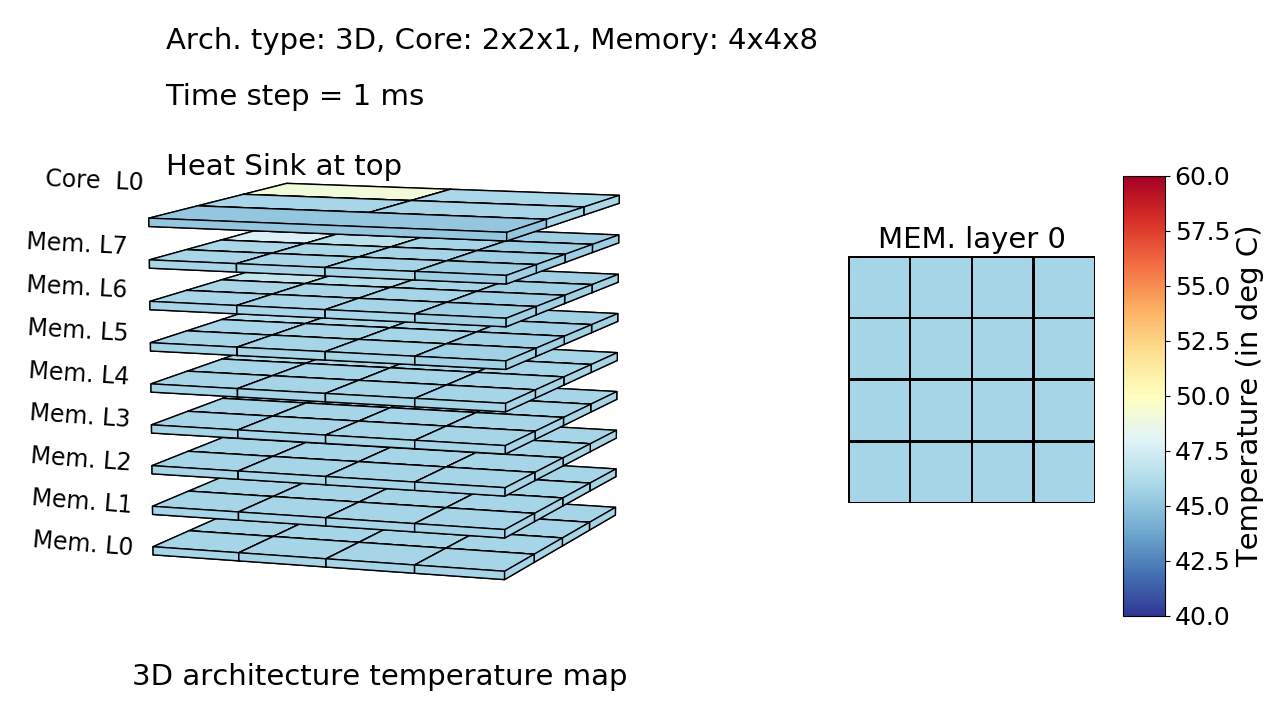 Arch. type: 3D, Core: 2x2x1, Memory: 4x4x8
Time step = 1 ms
Heat Sink at top
Core  L0
Mem. L7
Mem. L6
Mem. L5
Mem. L4
Mem. L3
Mem. L2
Mem. L1
Mem. L0
3D architecture temperature map
MEM. layer 0
60.0
57.5
55.0
52.5
50.0
47.5
45.0
42.5
40.0
Temperature (in deg C)